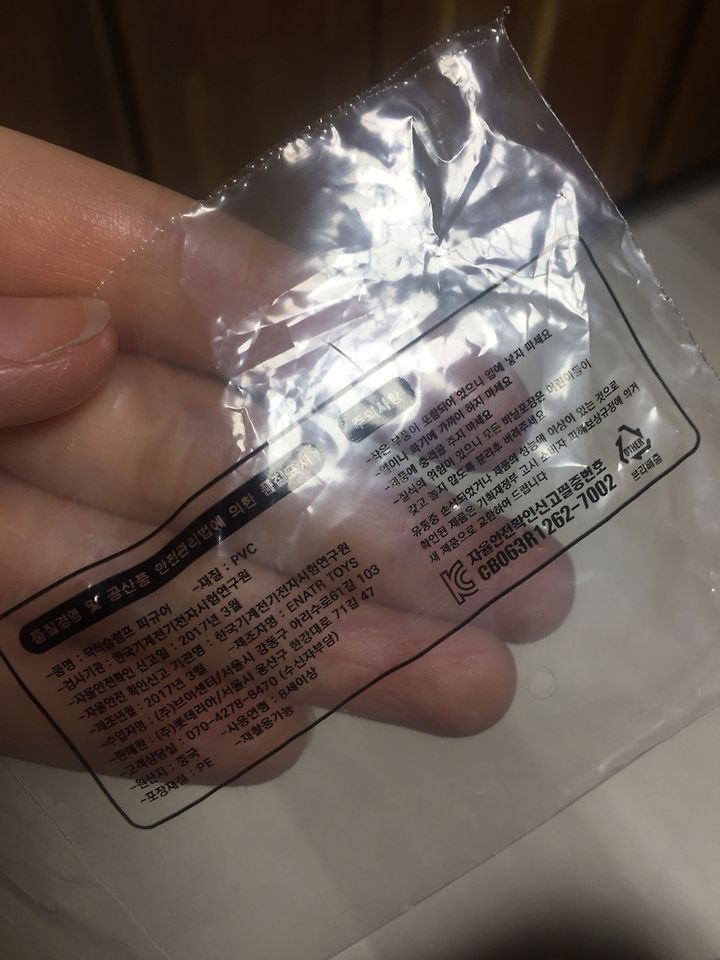 품질경영 및 공산품 안전관리법에 의한 품질표시
-품명 : 닥터슬럼프 피규어 -재질 : PVC
-검사기관 : 한국기계전기전자시험연구원
-자율안전확인 신고일 : 2017년 3월
-자율안전 확인신고 기관명 : 한국기계전기전자시험연구원
-제조년월 : 2017년 3월 -제조자명 : ENATR TOYS
-수입자명 : (주)브이센터/서울시 강동구 아리수로61길 103
-판매원 : (주)롯데리아/서울시 용산구 한강대로 71길 47
-고객상담실 : 070-4278-8470 (수신자부담)
-원산지 : 중국 -사용연령 : 8세이상
-포장재질 : PE -재활용가능
주의사항
-작은 부품이 포함되어 있으니 입에 넣지 마세요
-열이나 화기에 가까이 하지 마세요
-제품에 충격을 주지 마세요
-질식의 위험이 있으니 모든 비닐포장은 어린이들이
갖고 놀지 않도록 분리후 버려주세요
유통중 손상되었거나 제품의 성능에 이상이 있는 것으로
확인된 제품은 기획재정부 고시 소비자 피해보상규정에 의거
새 제품으로 교환하여 드립니다
자율안전확인신고필증번호
CB063R1262-7002
OTHER
분리배출